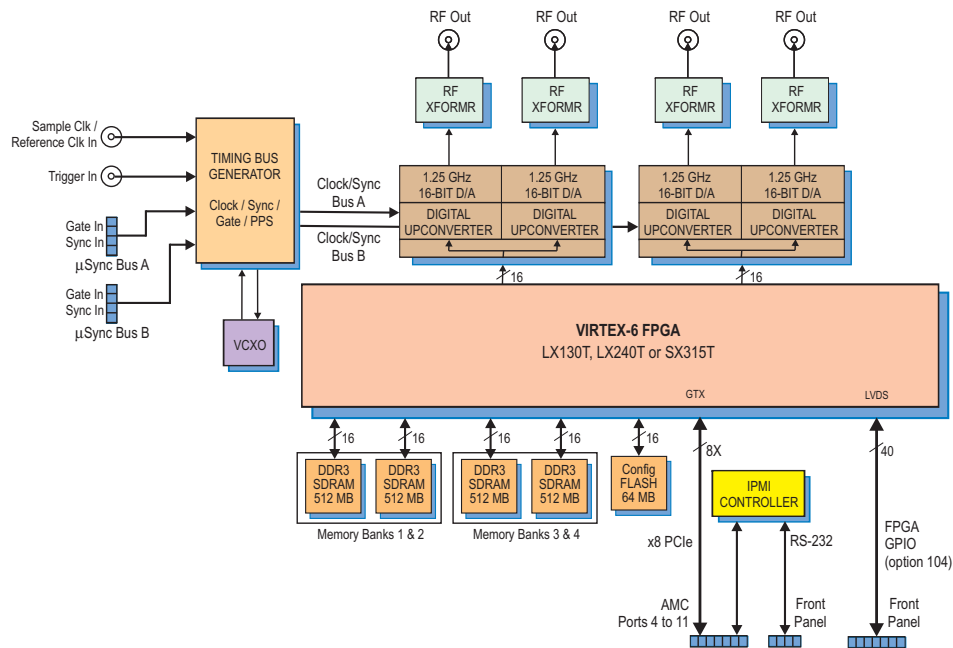 RF Out
RF Out
RF Out
RF Out
RF
XFORMR
RF
XFORMR
RF
XFORMR
RF
XFORMR
Sample Clk /
Reference Clk In
Trigger In
TIMING BUS
GENERATOR
Clock / Sync /
Gate / PPS
Gate In
Sync In
µSync Bus A
Gate In
Sync In
µSync Bus B
VCXO
Clock/Sync
Bus A
Clock/Sync
Bus B
1.25 GHz
16-BIT D/A
1.25 GHz
16-BIT D/A
DIGITAL
UPCONVERTER
DIGITAL
UPCONVERTER
1.25 GHz
16-BIT D/A
1.25 GHz
16-BIT D/A
DIGITAL
UPCONVERTER
DIGITAL
UPCONVERTER
16
16
VIRTEX-6 FPGA
LX130T, LX240T or SX315T
GTX
LVDS
16
16
16
16
16
8X
40
DDR3
SDRAM
512 MB
DDR3
SDRAM
512 MB
DDR3
SDRAM
512 MB
DDR3
SDRAM
512 MB
Config
FLASH
64 MB
Memory Banks 1 & 2
Memory Banks 3 & 4
IPMI
CONTROLLER
x8 PCIe
RS-232
FPGA
GPIO
(option 104)
AMC
Ports 4 to 11
Front
Panel
Front
Panel